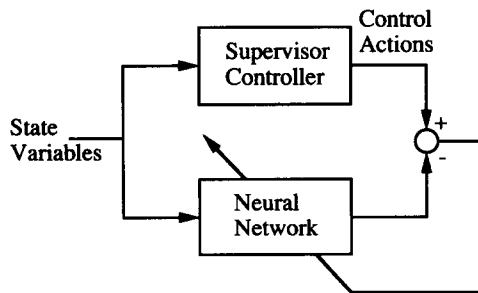 Control
Actions
Supervisor
Controller
State
Variables
+
-
Neural
Network